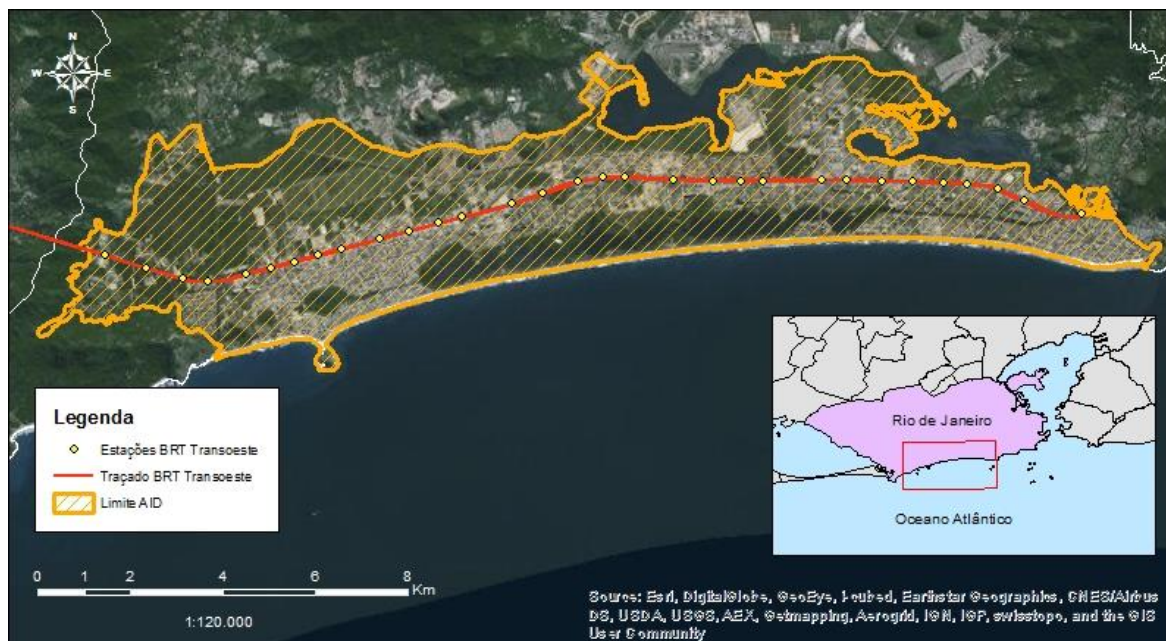 N
W E
S
Rio de Janeiro
Oceano Atlântico
Legenda
Estações BRT Transoeste
Traçado BRT Transoeste
Limite AID
0 1 2 4 6 8
Km
1:120.000
Source: Esri, DigitalGlobe, GeoEye, i-cubed, Earthstar Geographics, CNES/Airbus
DS, USDA, USGS, AEX, Getmapping, Aerogrid, IGN, IGP, swisstopo, and the GIS
User Community